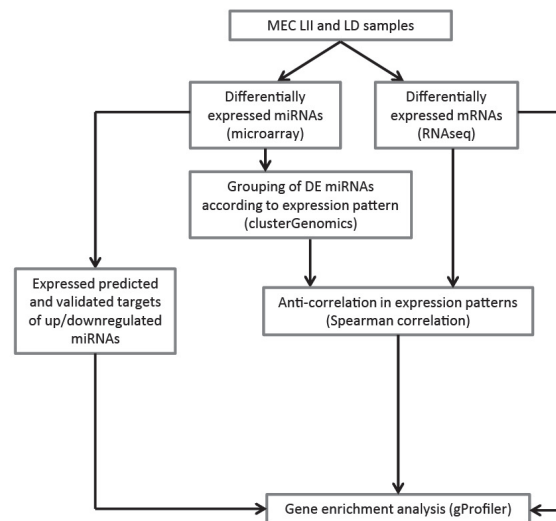 MEC LII and LD samples
Differentially
expressed miRNAs
(microarray)
Differentially
expressed mRNAs
(RNAseq)
Grouping of DE miRNAs
according to expression pattern
(clusterGenomics)
Expressed predicted
and validated targets
of up/downregulated
miRNAs
Anti-correlation in expression patterns
(Spearman correlation)
Gene enrichment analysis (gProfiler)